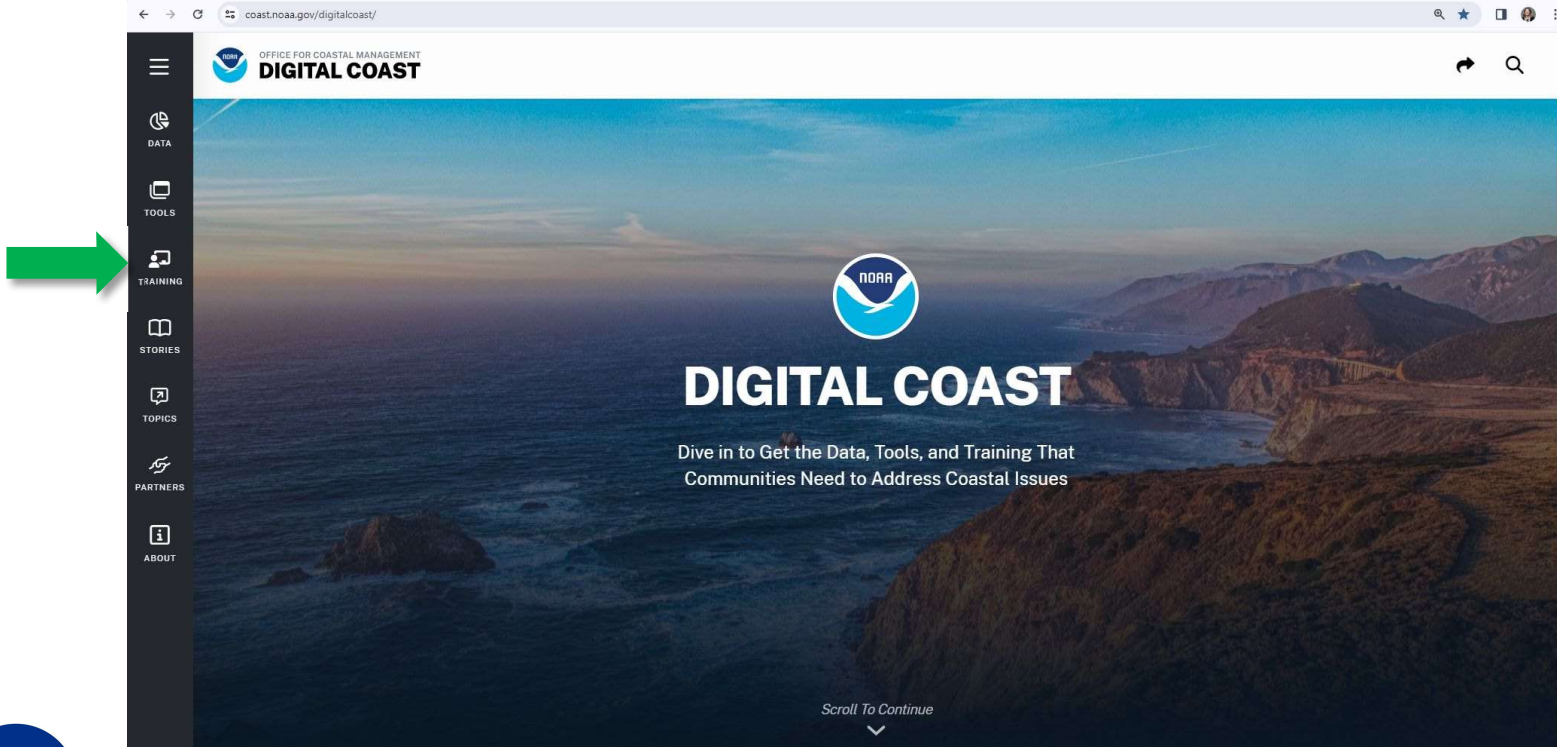 coast.noaa.gov/digitalcoast/
NOAA
OFFICE FOR COASTAL MANAGEMENT
DIGITAL COAST
DATA
TOOLS
TRAINING
STORIES
TOPICS
PARTNERS
ABOUT
NOAA
DIGITAL COAST
Dive in to Get the Data, Tools, and Training That
Communities Need to Address Coastal Issues
Scroll To Continue